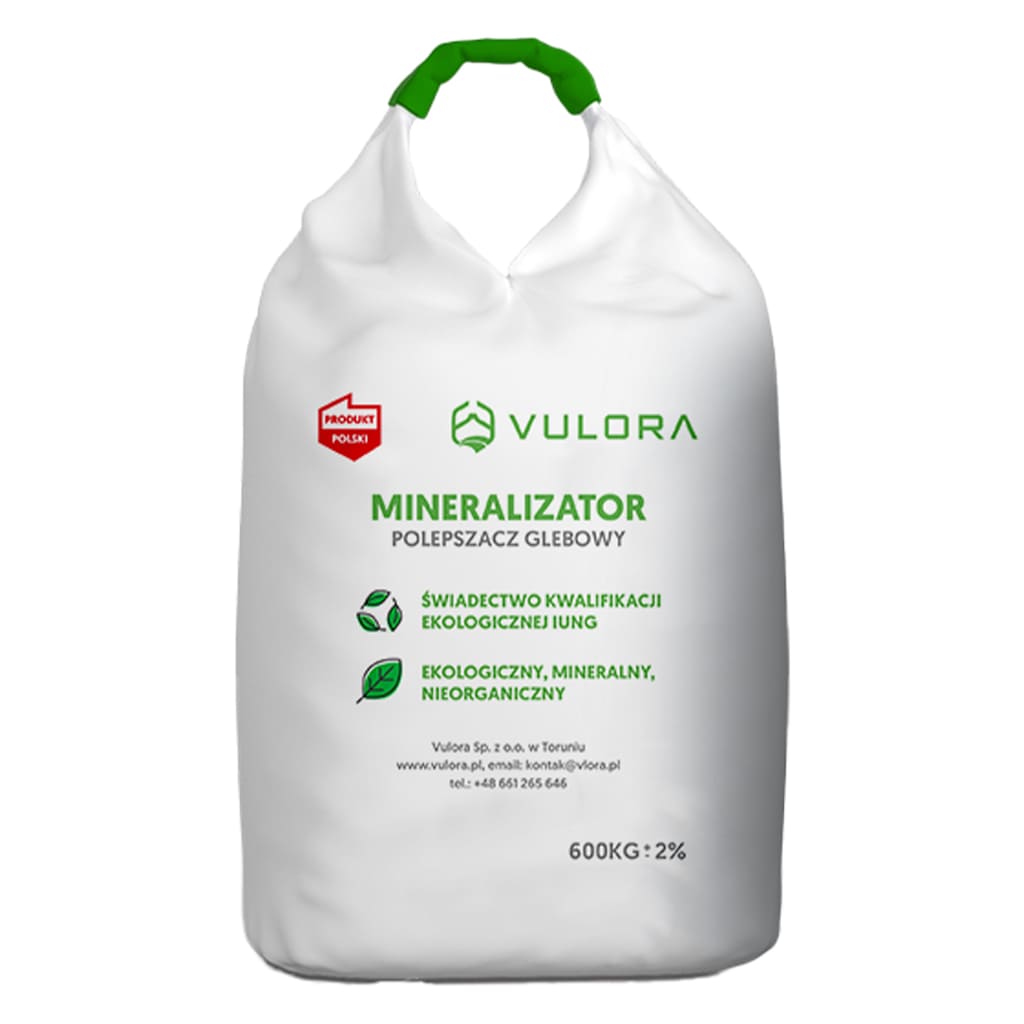 PRODUKT
POLSKI
VULORA
MINERALIZATOR
POLEPSZACZ GLEBOWY
ŚWIADECTWO KWALIFIKACJI
EKOLOGICZNEJ IUNG
EKOLOGICZNY, MINERALNY,
NIEORGANICZNY
Vulora Sp. z o.o. w Toruniu
www.vulora.pl, email: kontak@vlora.pl
tel.: +48 661 265 646
600KG ± 2%